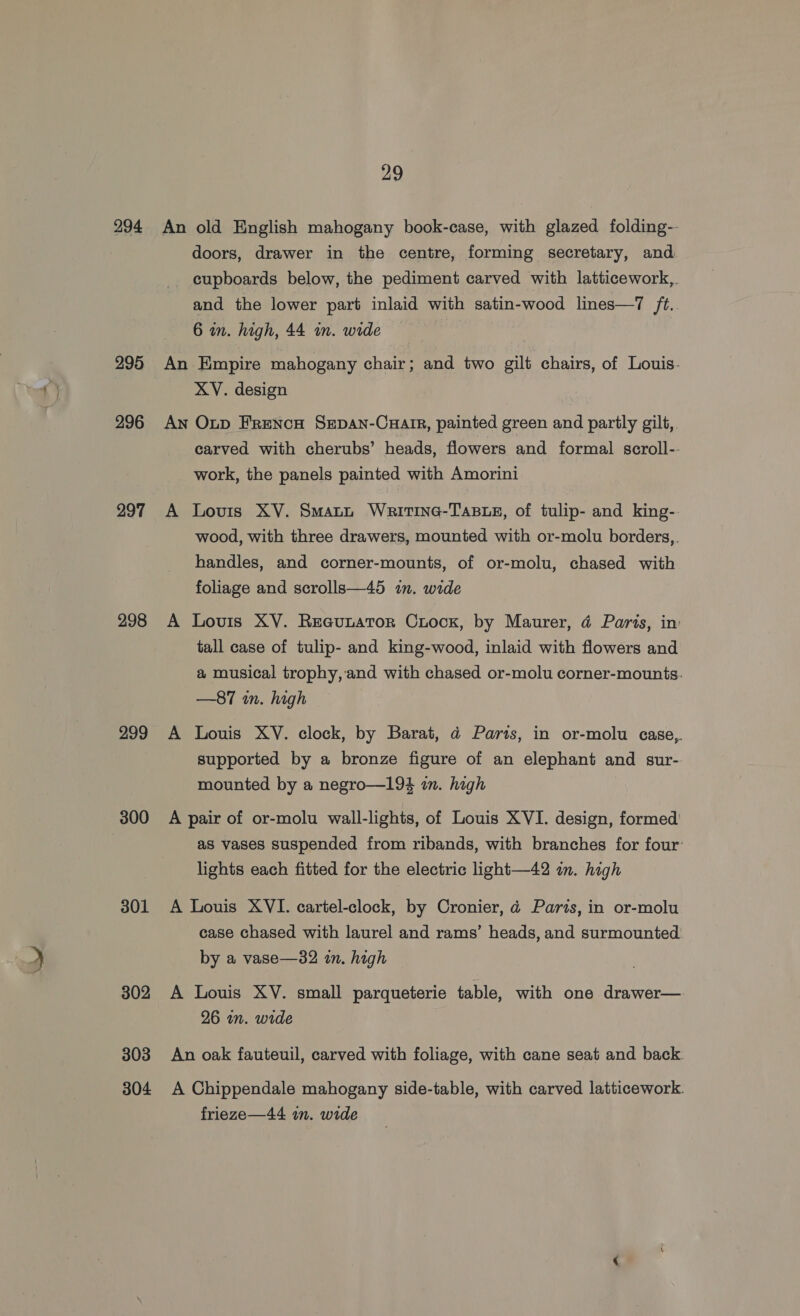 29
294 An old English mahogany book-case, with glazed folding-
doors, drawer in the centre, forming secretary, and
cupboards below, the pediment carved with latticework,
and the lower part inlaid with satin-wood lines—7 ft.
6 in. high, 44 in. wide
295 An Empire mahogany chair; and two gilt chairs, of Louis
XV. design
296 An Old French Sedan-Chair, painted green and partly gilt,
carved with cherubs’ heads, flowers and formal scroll-
work, the panels painted with Amorini
297 A Louis XV. Small Writing-Table, of tulip- and king-
wood, with three drawers, mounted with or-molu borders,
handles, and corner-mounts, of or-molu, chased with
foliage and scrolls—45 in. wide
298 A Louis XV. Regulator Clock, by Maurer, à Paris, in
tall case of tulip- and king-wood, inlaid with flowers and
a musical trophy, and with chased or-molu corner-mounts
—87 in. high
299 A Louis XV. clock, by Barat, à Paris, in or-molu case,
supported by a bronze figure of an elephant and sur-
mounted by a negro—19½ in. high
300 A pair of or-molu wall-lights, of Louis XVI. design, formed
as vases suspended from ribands, with branches for four
lights each fitted for the electric light—42 in. high
301 A Louis XVI. cartel-clock, by Cronier, à Paris, in or-molu
case chased with laurel and rams’ heads, and surmounted
by a vase—32 in. high
302 A Louis XV. small parqueterie table, with one drawer—
26 in. wide
303 An oak fauteuil, carved with foliage, with cane seat and back
304 A Chippendale mahogany side-table, with carved latticework
frieze—44 in. wide